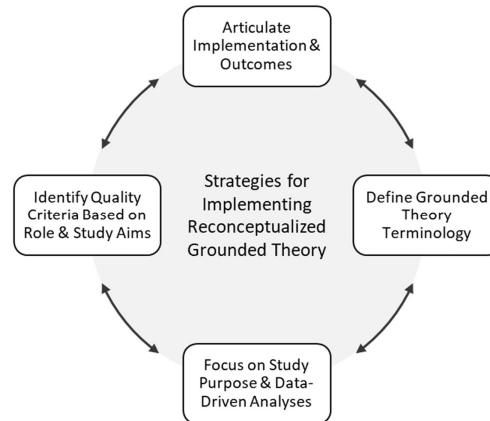 Articulate
Implementation &
Outcomes
Identify Quality
Criteria Based on
Role & Study Aims
Strategies for
Implementing
Reconceptualized
Grounded Theory
Define Grounded
Theory
Terminology
Focus on Study
Purpose & Data-
Driven Analyses